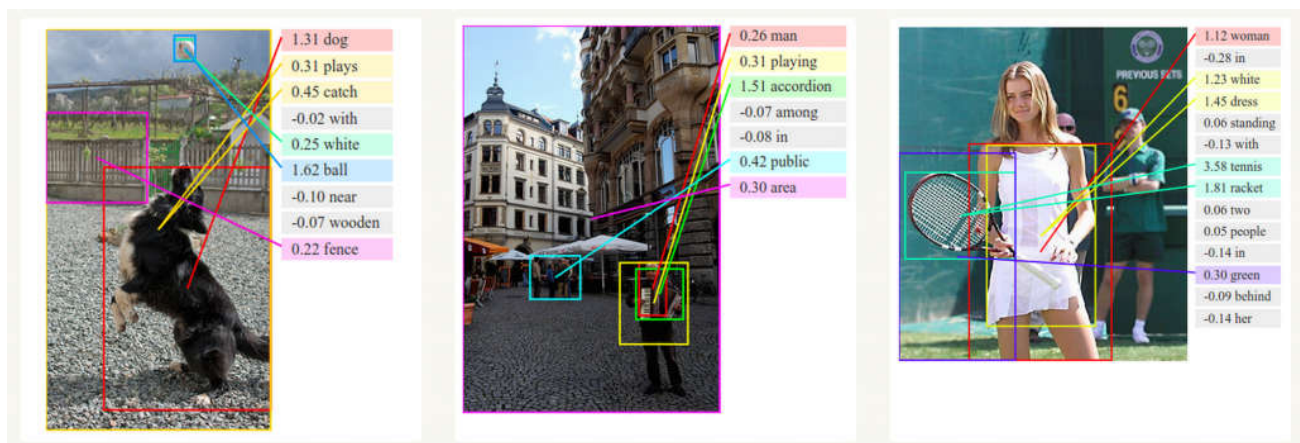 1.31 dog
0.31 plays
0.45 catch
-0.02 with
0.25 white
1.62 ball
-0.10 near
-0.07 wooden
0.22 fence
0.26 man
0.31 playing
1.51 accordion
-0.07 among
-0.08 in
0.42 public
0.30 area
PREVIOUS SETS
6
1.12 woman
-0.28 in
1.23 white
1.45 dress
0.06 standing
-0.13 with
3.58 tennis
1.81 racket
0.06 two
0.05 people
-0.14 in
0.30 green
-0.09 behind
-0.14 her